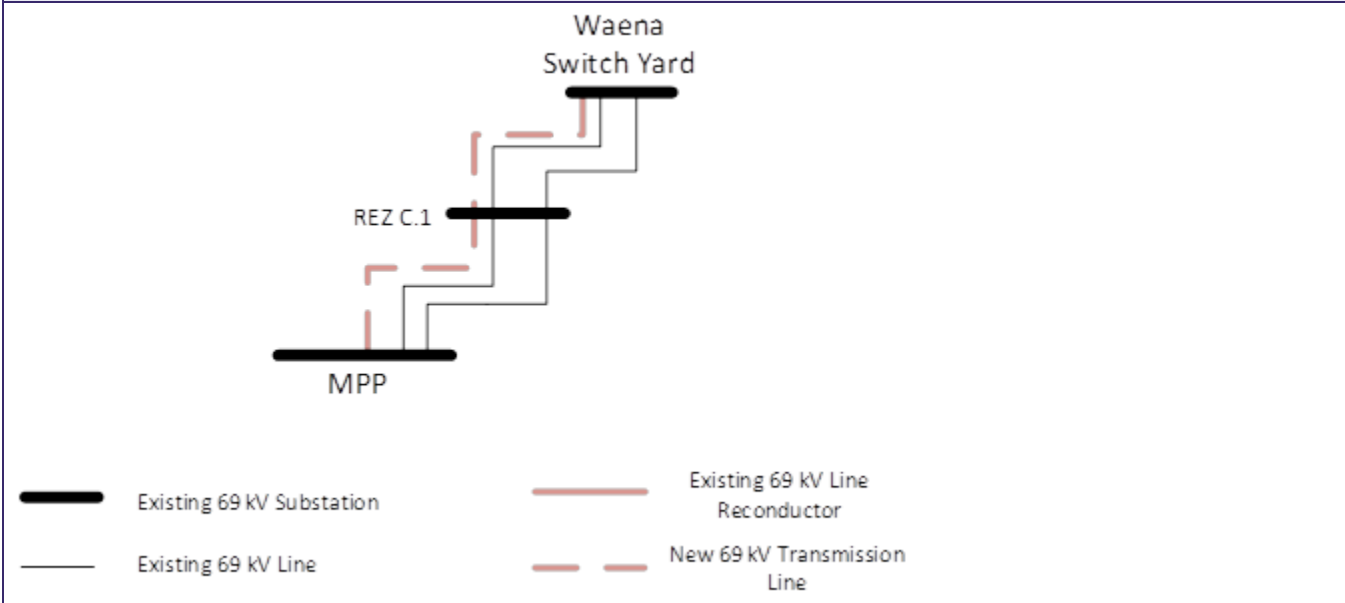 Waena
Switch Yard
REZ C.1
MPP
Existing 69 kV Substation
Existing 69 kV Line
Reconductor
Existing 69 kV Line
New 69 kV Transmission
Line